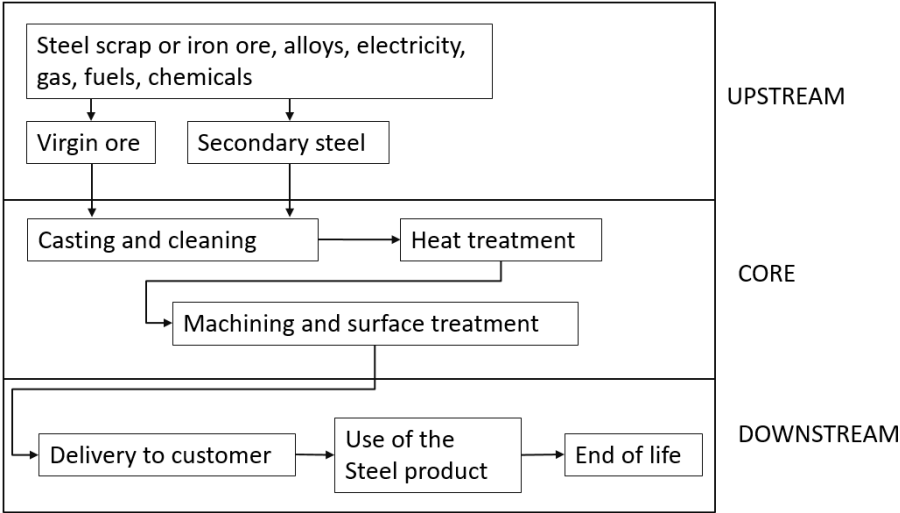 Steel scrap or iron ore, alloys, electricity,
gas, fuels, chemicals
UPSTREAM
Virgin ore
Secondary steel
Casting and cleaning
Heat treatment
CORE
Machining and surface treatment
DOWNSTREAM
Delivery to customer
Use of the
Steel product
End of life